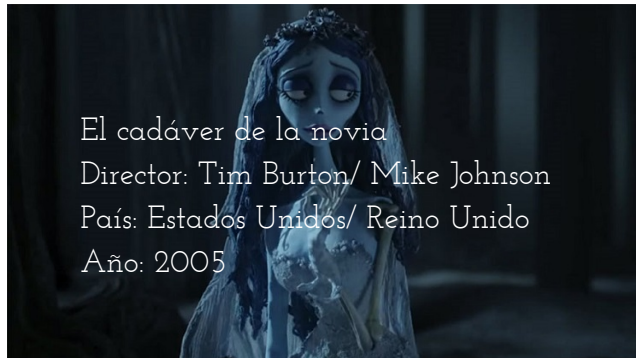 El cadáver de la novia
Director: Tim Burton/ Mike Johnson
País: Estados Unidos/ Reino Unido
Año: 2005